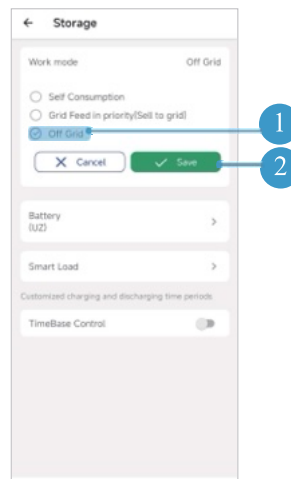 Storage
Work mode Off Grid
Self Consumption
Grid Feed in priority(Sell to grid)
Off Grid
1
Cancel Save
2
Battery
(UZ)
Smart Load
Customized charging and discharging time periods
TimeBase Control